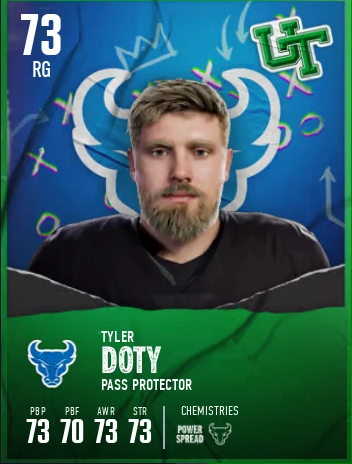 73
RG
UT
TYLER
DOTY
PASS PROTECTOR
PBP PBF AWR STR
73 70 73 73
CHEMISTRIES
POWER
SPREAD